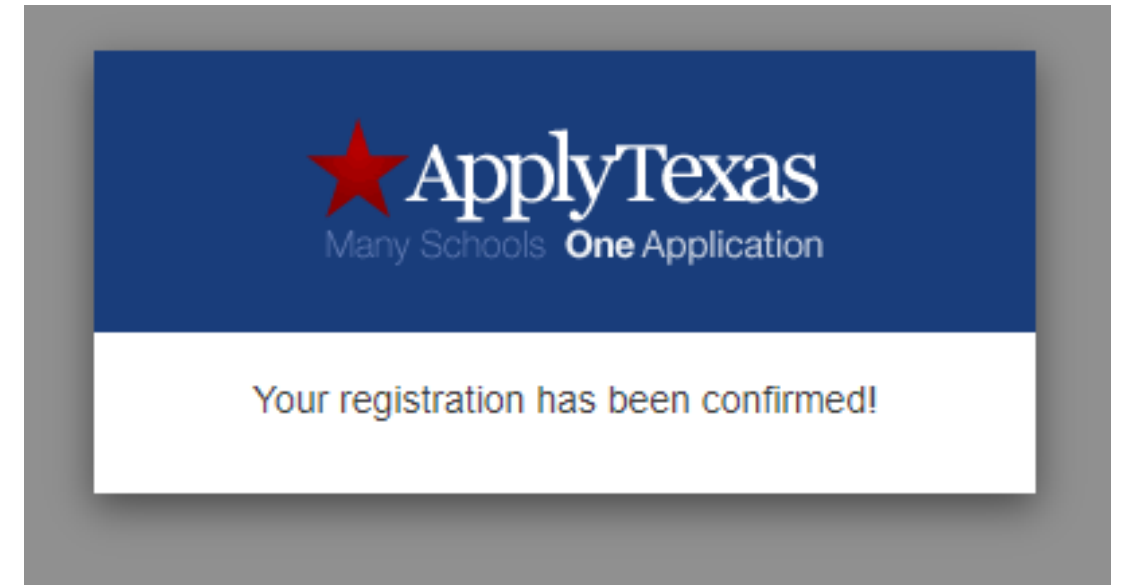 ApplyTexas
Many Schools One Application
Your registration has been confirmed!